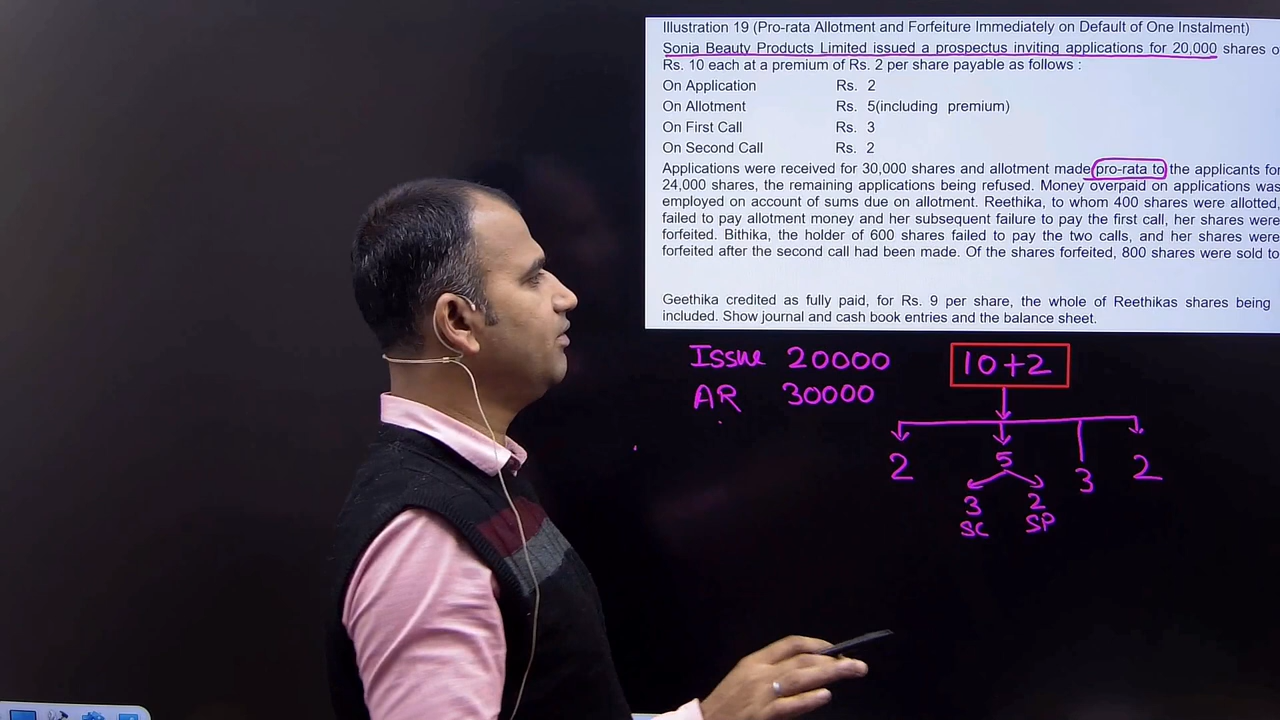 Illustration 19 (Pro-rata Allotment and Forfeiture Immediately on Default of One Instalment)
Sonia Beauty Products Limited issued a prospectus inviting applications for 20,000 shares o
Rs. 10 each at a premium of Rs. 2 per share payable as follows :
On Application Rs. 2
On Allotment Rs. 5(including premium)
On First Call Rs. 3
On Second Call Rs. 2
Applications were received for 30,000 shares and allotment made pro-rata to the applicants for
24,000 shares, the remaining applications being refused. Money overpaid on applications was
employed on account of sums due on allotment. Reethika, to whom 400 shares were allotted,
failed to pay allotment money and her subsequent failure to pay the first call, her shares were
forfeited. Bithika, the holder of 600 shares failed to pay the two calls, and her shares were
forfeited after the second call had been made. Of the shares forfeited, 800 shares were sold to
Geethika credited as fully paid, for Rs. 9 per share, the whole of Reethikas shares being
included. Show journal and cash book entries and the balance sheet.
Issue 20000
AR 30000
10+2
2 5 3 2
3 2
SC SP